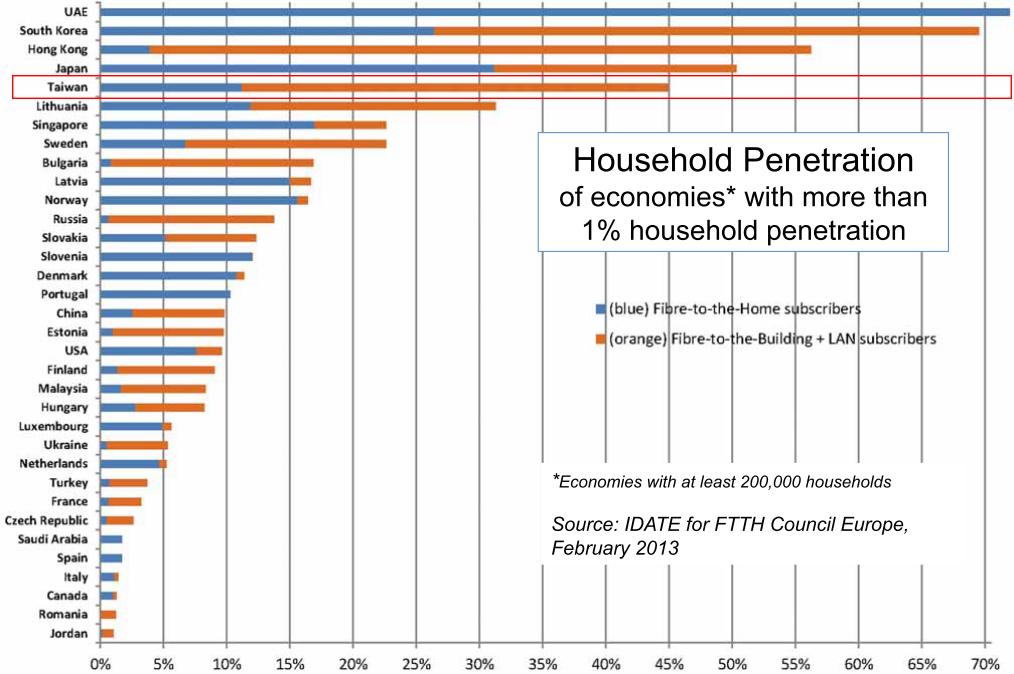 UAE
South Korea
Hong Kong
Japan
Taiwan
Lithuania
Singapore
Sweden
Bulgaria
Latvia
Norway
Russia
Slovakia
Slovenia
Denmark
Portugal
China
Estonia
USA
Finland
Malaysia
Hungary
Luxembourg
Ukraine
Netherlands
Turkey
France
Czech Republic
Saudi Arabia
Spain
Italy
Canada
Romania
Jordan
Household Penetration
of economies* with more than
1% household penetration
(blue) Fibre-to-the-Home subscribers
(orange) Fibre-to-the-Building + LAN subscribers
*Economies with at least 200,000 households
Source: IDATE for FTTH Council Europe,
February 2013
0% 5% 10% 15% 20% 25% 30% 35% 40% 45% 50% 55% 60% 65% 70%